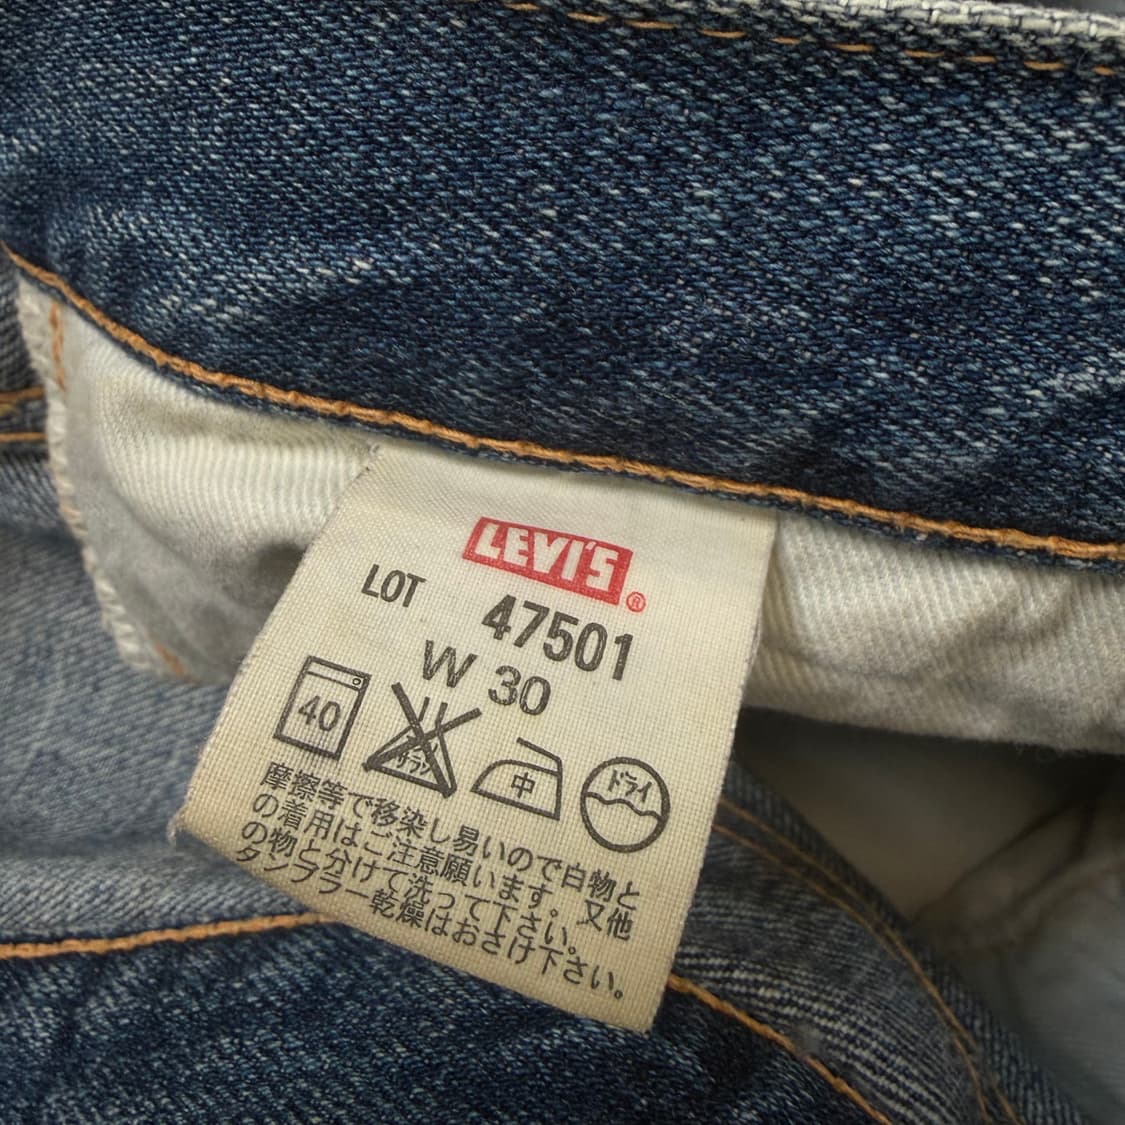 LEVI'S®
LOT 47501
W 30
40 サラシ 中 ドライ
摩擦等で移染し易いので白物と
の着用はご注意願います。又他
の物と分けて洗って下さい。
タンブラー乾燥はおさけ下さい。